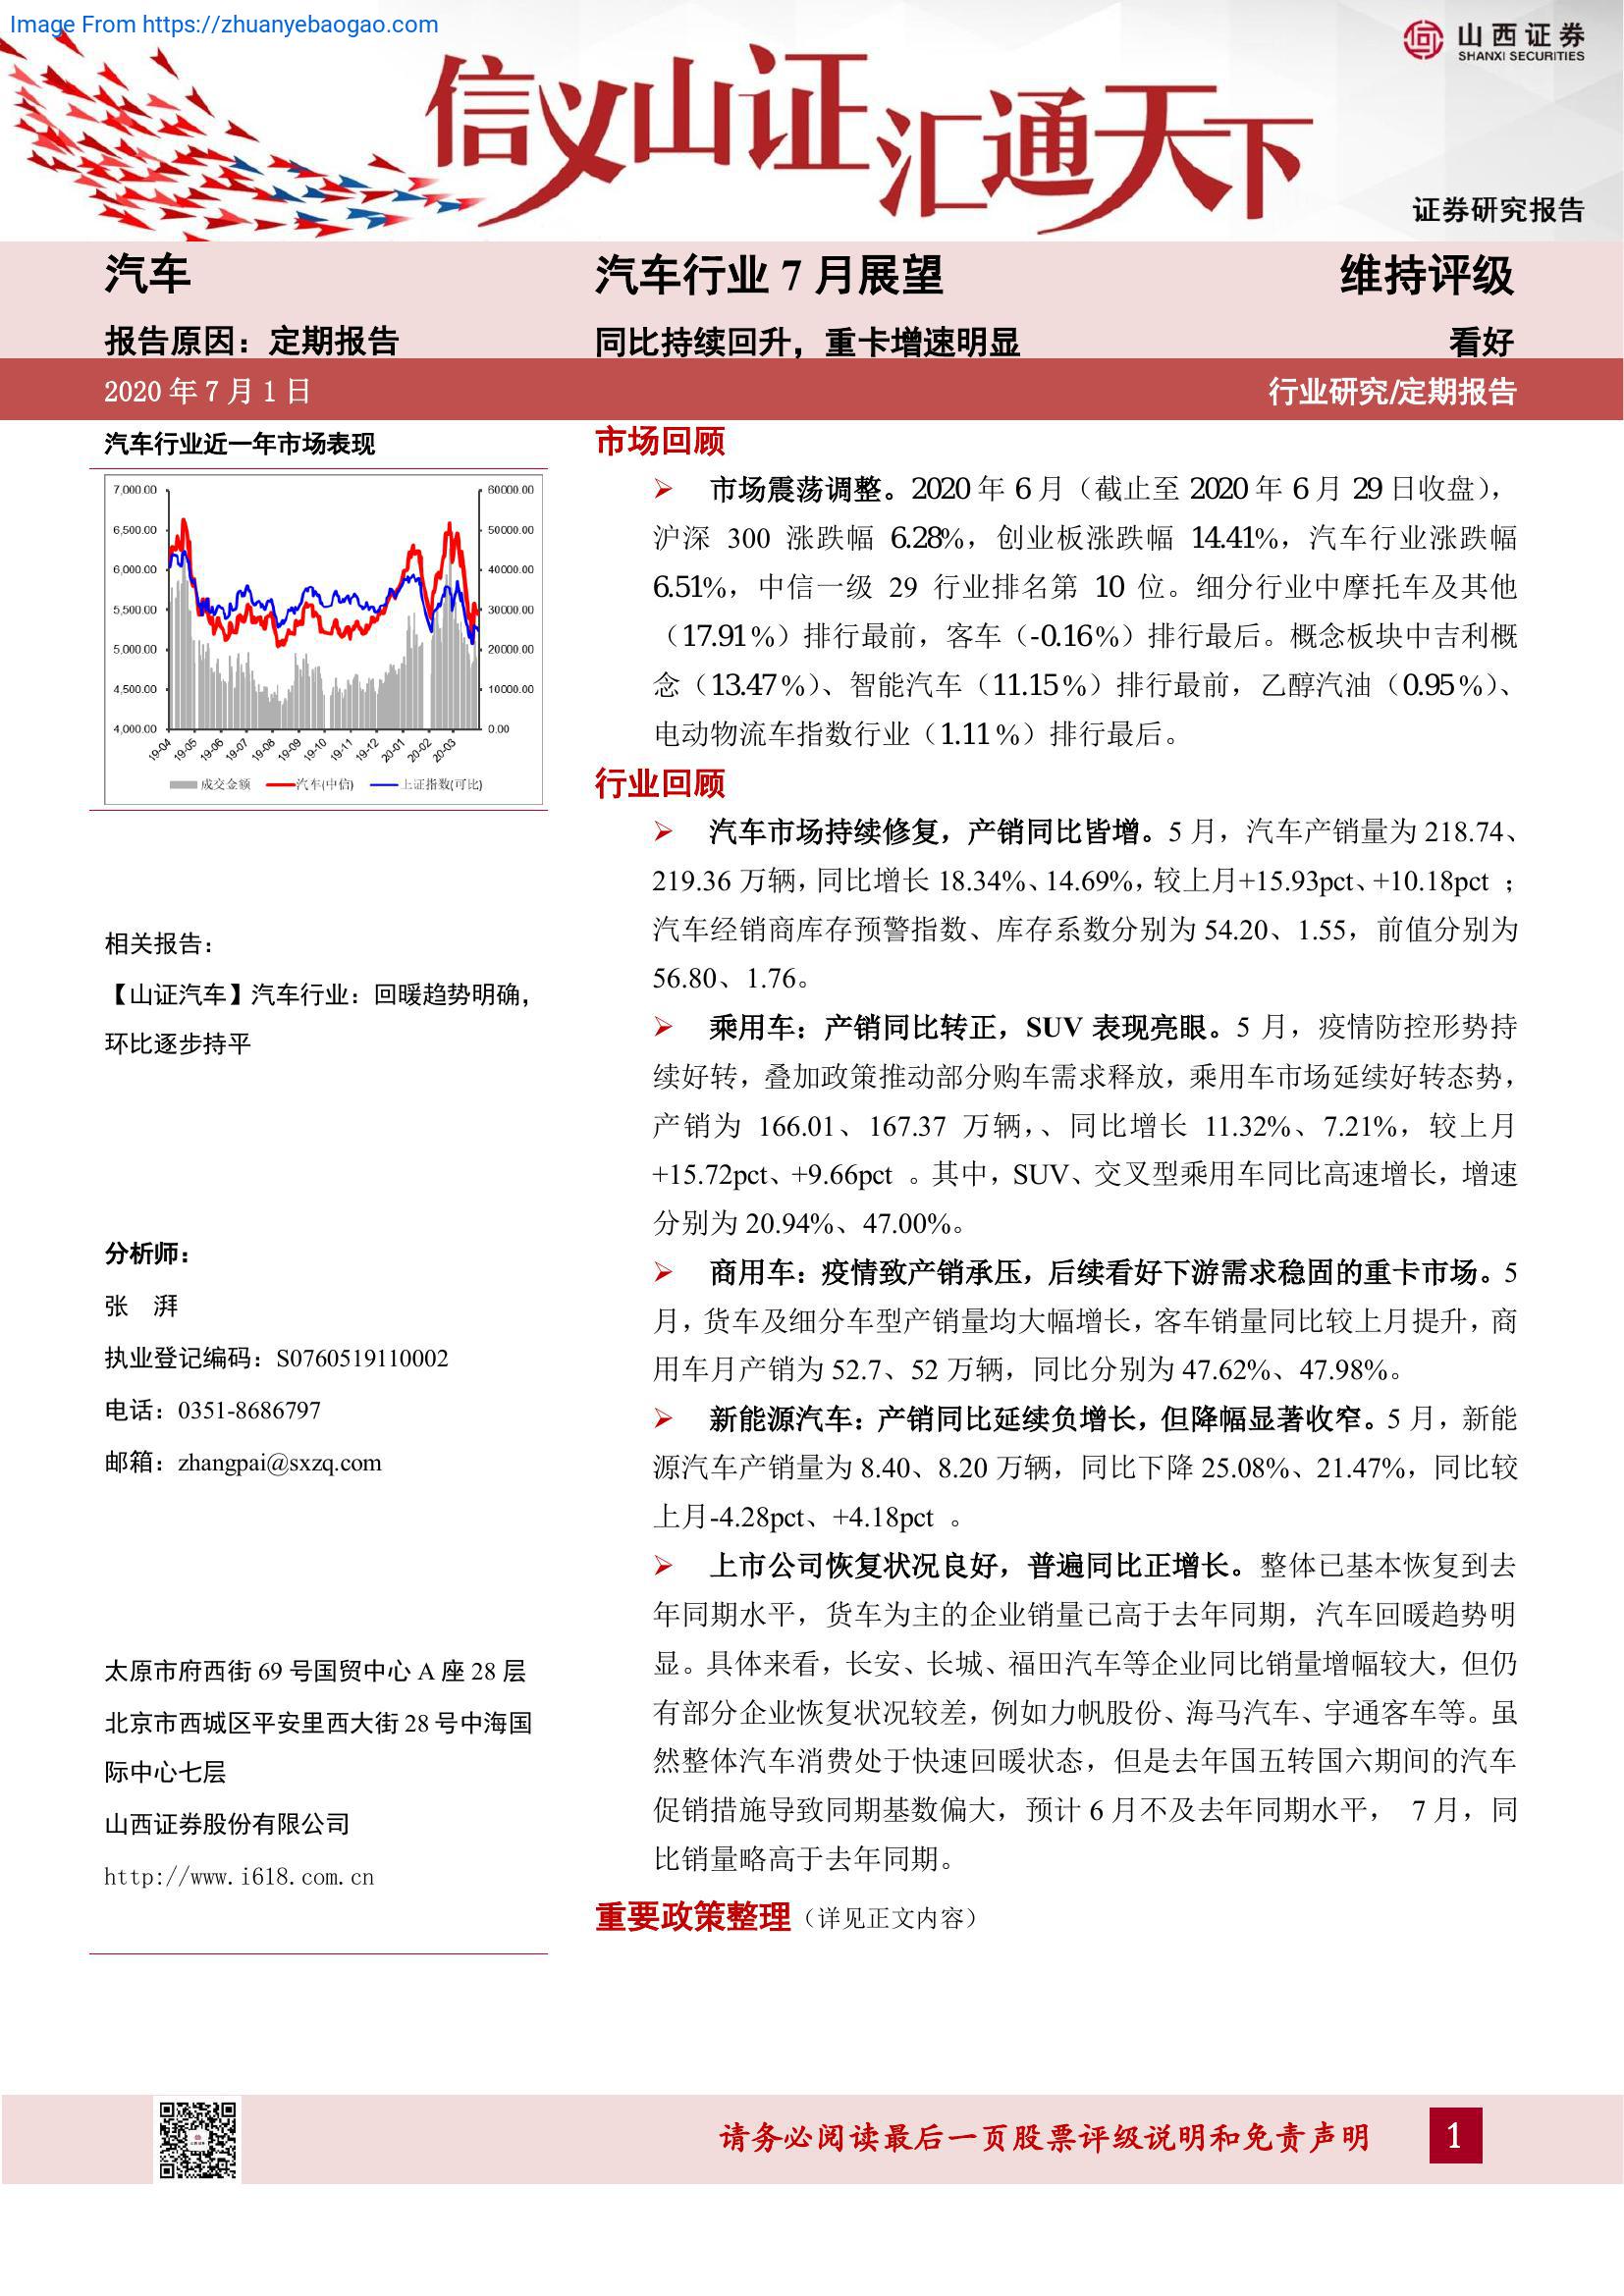 Image From https://zhuanyebaogao.com
山西证券
SHANXI SECURITIES
信义山证汇通天下
证券研究报告
汽车
汽车行业 7 月展望
维持评级
报告原因：定期报告
同比持续回升，重卡增速明显
看好
2020 年 7 月 1 日
行业研究/定期报告
汽车行业近一年市场表现
7,000.00
6,500.00
6,000.00
5,500.00
5,000.00
4,500.00
4,000.00
60000.00
50000.00
40000.00
30000.00
20000.00
10000.00
0.00
19-04
19-05
19-06
19-07
19-08
19-09
19-10
19-11
19-12
20-01
20-02
20-03
成交金额
汽车(中信)
上证指数(可比)
相关报告：
【山证汽车】汽车行业：回暖趋势明确，
环比逐步持平
分析师：
张 湃
执业登记编码：S0760519110002
电话：0351-8686797
邮箱：zhangpai@sxzq.com
太原市府西街 69 号国贸中心 A 座 28 层
北京市西城区平安里西大街 28 号中海国
际中心七层
山西证券股份有限公司
http://www.i618.com.cn
市场回顾
➢ 市场震荡调整。2020 年 6 月（截止至 2020 年 6 月 29 日收盘），
沪深 300 涨跌幅 6.28%，创业板涨跌幅 14.41%，汽车行业涨跌幅
6.51%，中信一级 29 行业排名第 10 位。细分行业中摩托车及其他
（17.91%）排行最前，客车（-0.16%）排行最后。概念板块中吉利概
念（13.47%）、智能汽车（11.15%）排行最前，乙醇汽油（0.95%）、
电动物流车指数行业（1.11%）排行最后。
行业回顾
➢ 汽车市场持续修复，产销同比皆增。5 月，汽车产销量为 218.74、
219.36 万辆，同比增长 18.34%、14.69%，较上月+15.93pct、+10.18pct ；
汽车经销商库存预警指数、库存系数分别为 54.20、1.55，前值分别为
56.80、1.76。
➢ 乘用车：产销同比转正，SUV 表现亮眼。5 月，疫情防控形势持
续好转，叠加政策推动部分购车需求释放，乘用车市场延续好转态势，
产销为 166.01、167.37 万辆，、同比增长 11.32%、7.21%，较上月
+15.72pct、+9.66pct 。其中，SUV、交叉型乘用车同比高速增长，增速
分别为 20.94%、47.00%。
➢ 商用车：疫情致产销承压，后续看好下游需求稳固的重卡市场。5
月，货车及细分车型产销量均大幅增长，客车销量同比较上月提升，商
用车月产销为 52.7、52 万辆，同比分别为 47.62%、47.98%。
➢ 新能源汽车：产销同比延续负增长，但降幅显著收窄。5 月，新能
源汽车产销量为 8.40、8.20 万辆，同比下降 25.08%、21.47%，同比较
上月-4.28pct、+4.18pct 。
➢ 上市公司恢复状况良好，普遍同比正增长。整体已基本恢复到去
年同期水平，货车为主的企业销量已高于去年同期，汽车回暖趋势明
显。具体来看，长安、长城、福田汽车等企业同比销量增幅较大，但仍
有部分企业恢复状况较差，例如力帆股份、海马汽车、宇通客车等。虽
然整体汽车消费处于快速回暖状态，但是去年国五转国六期间的汽车
促销措施导致同期基数偏大，预计 6 月不及去年同期水平， 7 月，同
比销量略高于去年同期。
重要政策整理（详见正文内容）
请务必阅读最后一页股票评级说明和免责声明
1